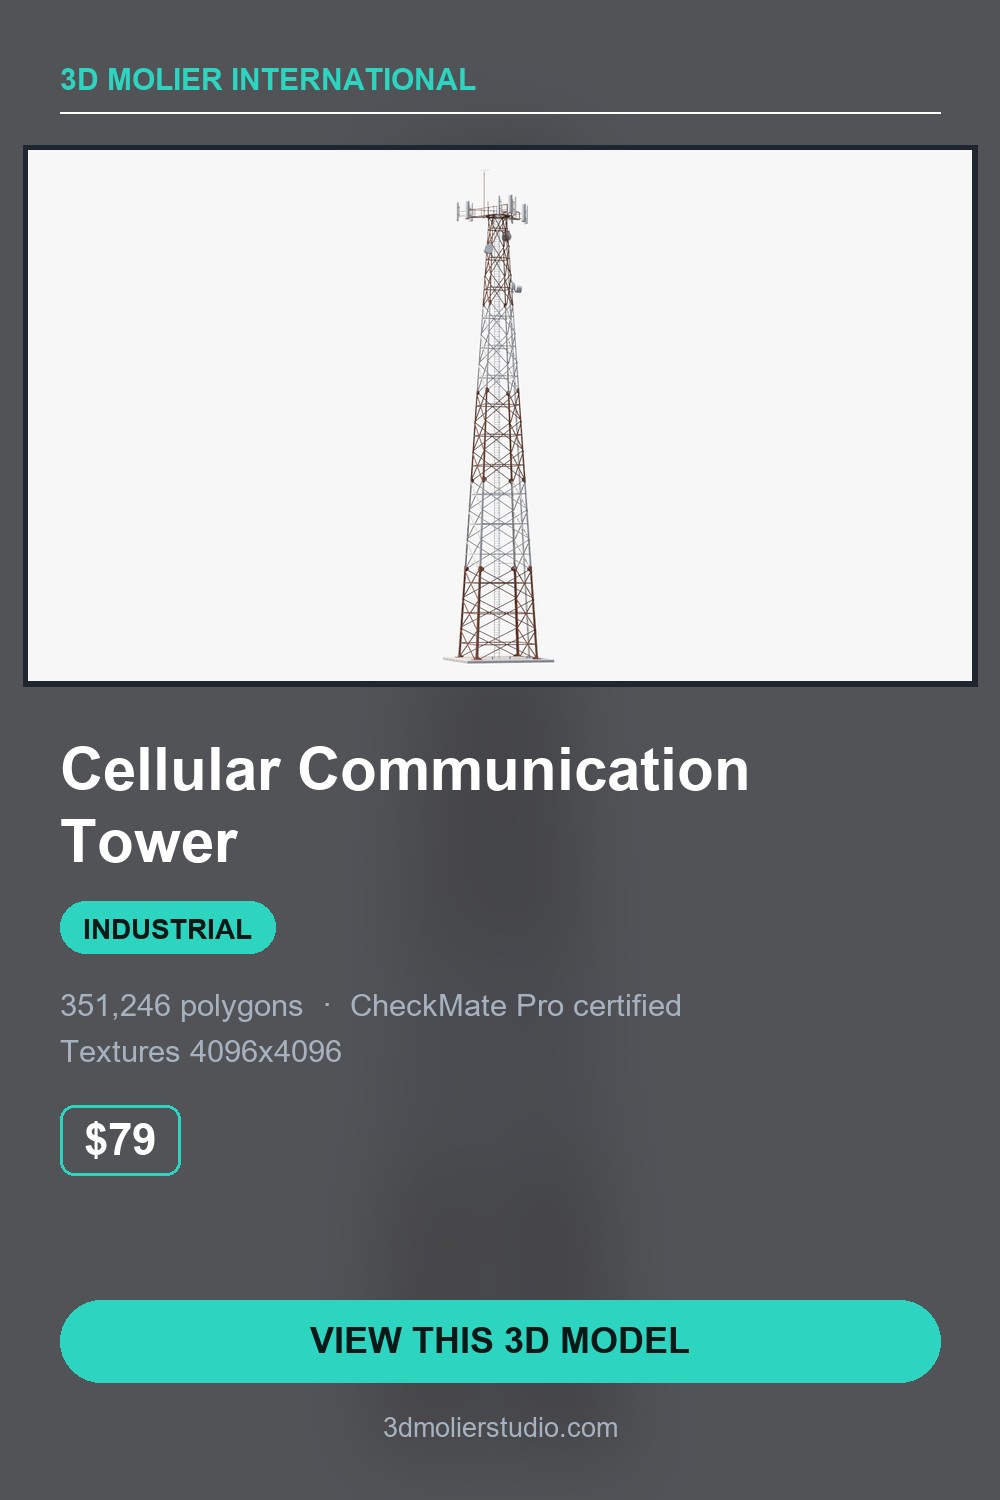 3D MOLIER INTERNATIONAL
Cellular Communication
Tower
INDUSTRIAL
351,246 polygons · CheckMate Pro certified
Textures 4096x4096
$79
VIEW THIS 3D MODEL
3dmolierstudio.com